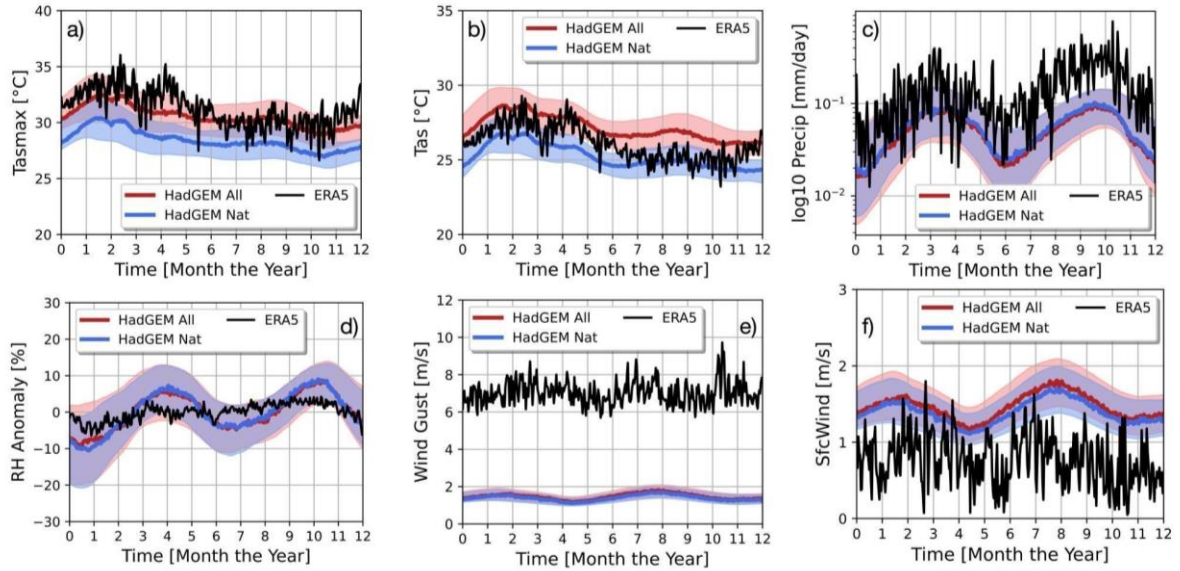 a)
Tasmax [°C]
40
35
30
25
20
HadGEM All
HadGEM Nat
ERA5
0 1 2 3 4 5 6 7 8 9 10 11 12
Time [Month the Year]
b)
Tas [°C]
35
30
25
20
HadGEM All
HadGEM Nat
ERA5
0 1 2 3 4 5 6 7 8 9 10 11 12
Time [Month the Year]
c)
log10 Precip [mm/day]
10⁻¹
10⁻²
HadGEM All
HadGEM Nat
ERA5
0 1 2 3 4 5 6 7 8 9 10 11 12
Time [Month the Year]
d)
RH Anomaly [%]
30
20
10
0
−10
−20
−30
HadGEM All
HadGEM Nat
ERA5
0 1 2 3 4 5 6 7 8 9 10 11 12
Time [Month the Year]
e)
Wind Gust [m/s]
12
10
8
6
4
2
0
HadGEM All
HadGEM Nat
ERA5
0 1 2 3 4 5 6 7 8 9 10 11 12
Time [Month the Year]
f)
SfcWind [m/s]
3
2
1
0
HadGEM All
HadGEM Nat
ERA5
0 1 2 3 4 5 6 7 8 9 10 11 12
Time [Month the Year]